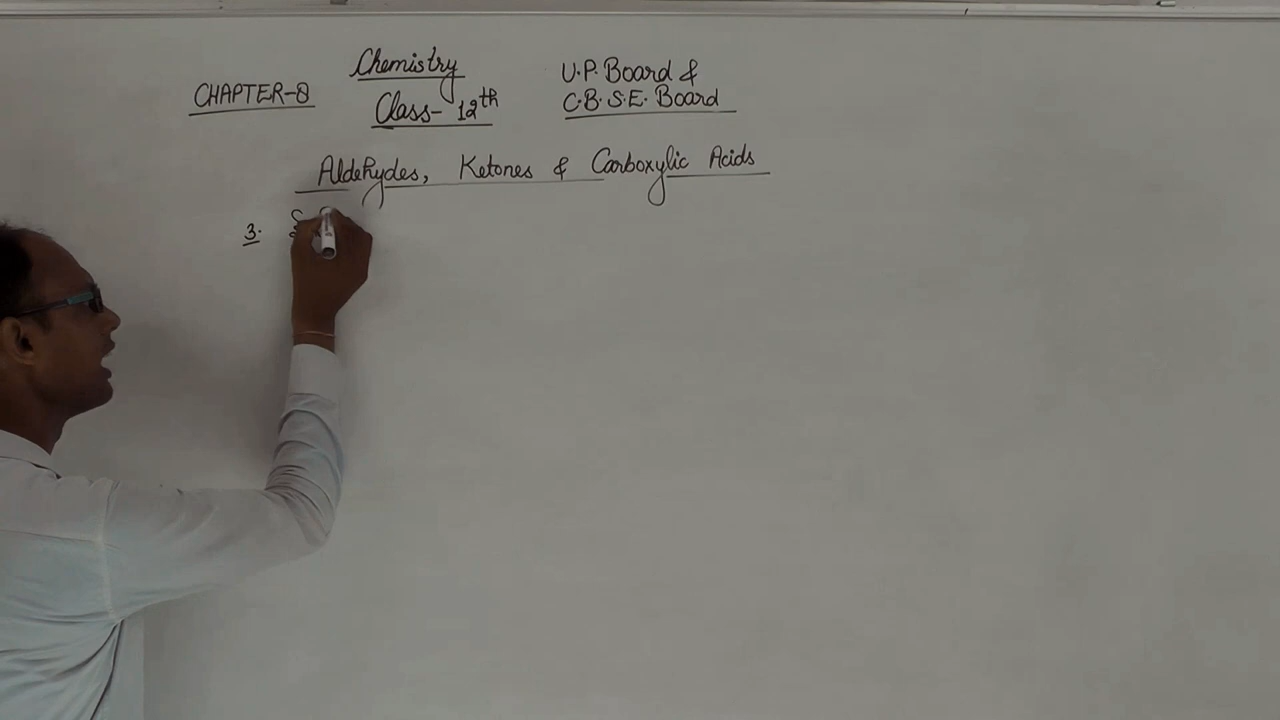 CHAPTER-8
Chemistry
Class- 12th
U.P. Board &
C.B.S.E. Board
Aldehydes, Ketones & Carboxylic Acids
3.